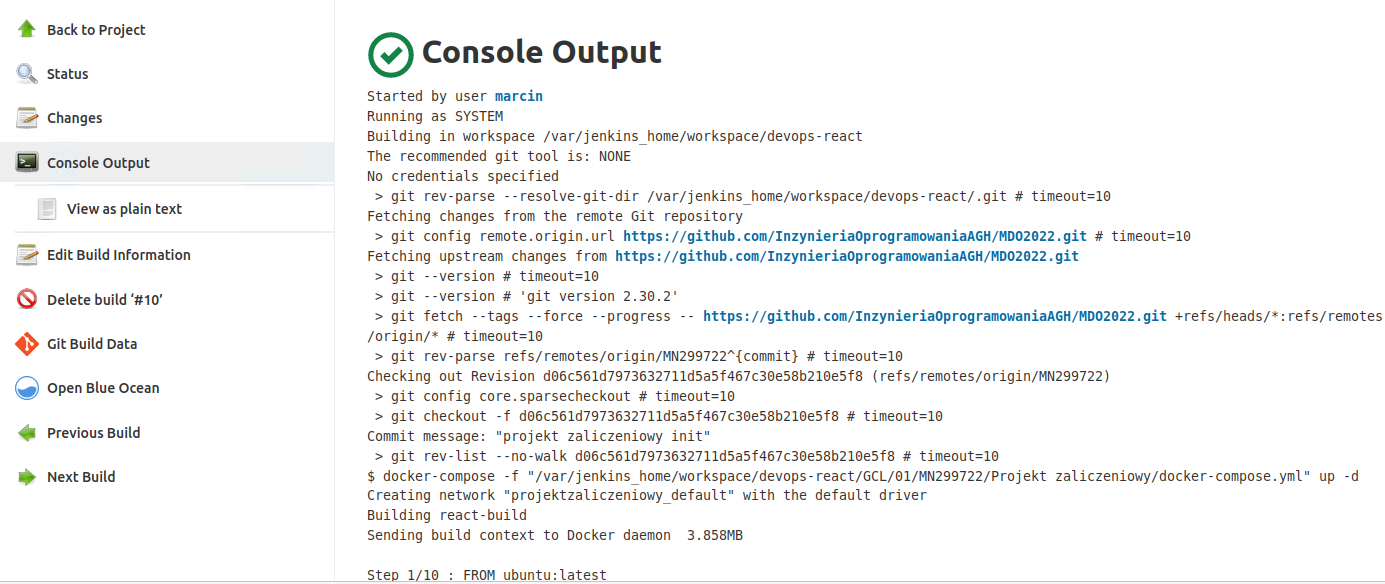 Back to Project
Status
Changes
Console Output
View as plain text
Edit Build Information
Delete build ‘#10’
Git Build Data
Open Blue Ocean
Previous Build
Next Build
Console Output
Started by user marcin
Running as SYSTEM
Building in workspace /var/jenkins_home/workspace/devops-react
The recommended git tool is: NONE
No credentials specified
 > git rev-parse --resolve-git-dir /var/jenkins_home/workspace/devops-react/.git # timeout=10
Fetching changes from the remote Git repository
 > git config remote.origin.url https://github.com/InzynieriaOprogramowaniaAGH/MDO2022.git # timeout=10
Fetching upstream changes from https://github.com/InzynieriaOprogramowaniaAGH/MDO2022.git
 > git --version # timeout=10
 > git --version # 'git version 2.30.2'
 > git fetch --tags --force --progress -- https://github.com/InzynieriaOprogramowaniaAGH/MDO2022.git +refs/heads/*:refs/remotes
/origin/* # timeout=10
 > git rev-parse refs/remotes/origin/MN299722^{commit} # timeout=10
Checking out Revision d06c561d7973632711d5a5f467c30e58b210e5f8 (refs/remotes/origin/MN299722)
 > git config core.sparsecheckout # timeout=10
 > git checkout -f d06c561d7973632711d5a5f467c30e58b210e5f8 # timeout=10
Commit message: "projekt zaliczeniowy init"
 > git rev-list --no-walk d06c561d7973632711d5a5f467c30e58b210e5f8 # timeout=10
$ docker-compose -f "/var/jenkins_home/workspace/devops-react/GCL/01/MN299722/Projekt zaliczeniowy/docker-compose.yml" up -d
Creating network "projektzaliczeniowy_default" with the default driver
Building react-build
Sending build context to Docker daemon  3.858MB
Step 1/10 : FROM ubuntu:latest